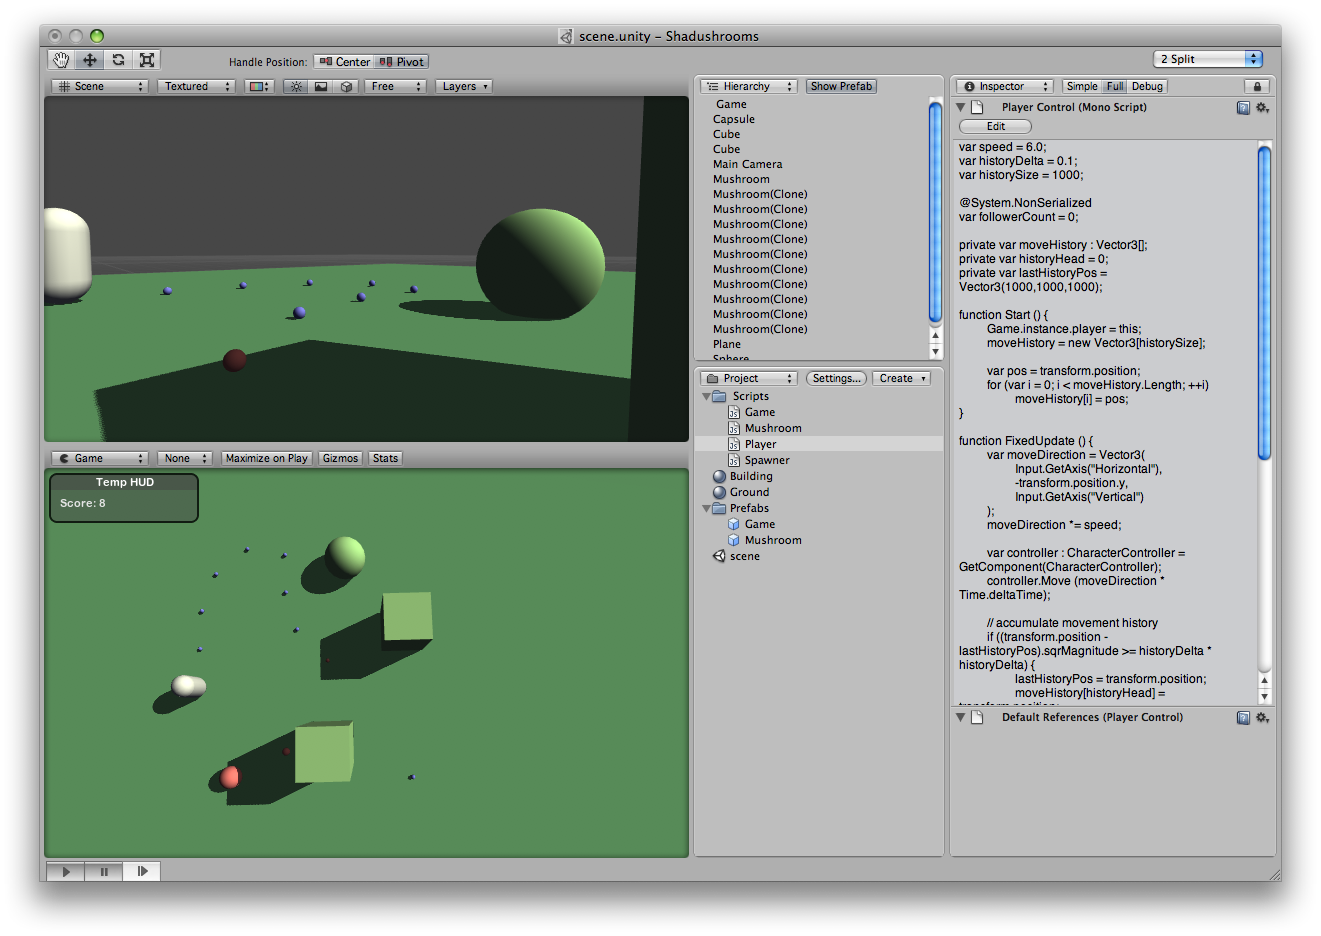 scene.unity – Shadushrooms
Handle Position: Center Pivot
2 Split
Scene Textured Free Layers
Hierarchy Show Prefab
Game
Capsule
Cube
Cube
Main Camera
Mushroom
Mushroom(Clone)
Mushroom(Clone)
Mushroom(Clone)
Mushroom(Clone)
Mushroom(Clone)
Mushroom(Clone)
Mushroom(Clone)
Mushroom(Clone)
Mushroom(Clone)
Mushroom(Clone)
Plane
Sphere
Project Settings... Create
Scripts
Game
Mushroom
Player
Spawner
Building
Ground
Prefabs
Game
Mushroom
scene
Inspector Simple Full Debug
Player Control (Mono Script)
Edit
var speed = 6.0;
var historyDelta = 0.1;
var historySize = 1000;
@System.NonSerialized
var followerCount = 0;
private var moveHistory : Vector3[];
private var historyHead = 0;
private var lastHistoryPos =
Vector3(1000,1000,1000);
function Start () {
Game.instance.player = this;
moveHistory = new Vector3[historySize];
var pos = transform.position;
for (var i = 0; i < moveHistory.Length; ++i)
moveHistory[i] = pos;
}
function FixedUpdate () {
var moveDirection = Vector3(
Input.GetAxis("Horizontal"),
-transform.position.y,
Input.GetAxis("Vertical")
);
moveDirection *= speed;
var controller : CharacterController =
GetComponent(CharacterController);
controller.Move (moveDirection *
Time.deltaTime);
// accumulate movement history
if ((transform.position -
lastHistoryPos).sqrMagnitude >= historyDelta *
historyDelta) {
lastHistoryPos = transform.position;
moveHistory[historyHead] =
transform.position;
Default References (Player Control)
Game None Maximize on Play Gizmos Stats
Temp HUD
Score: 8